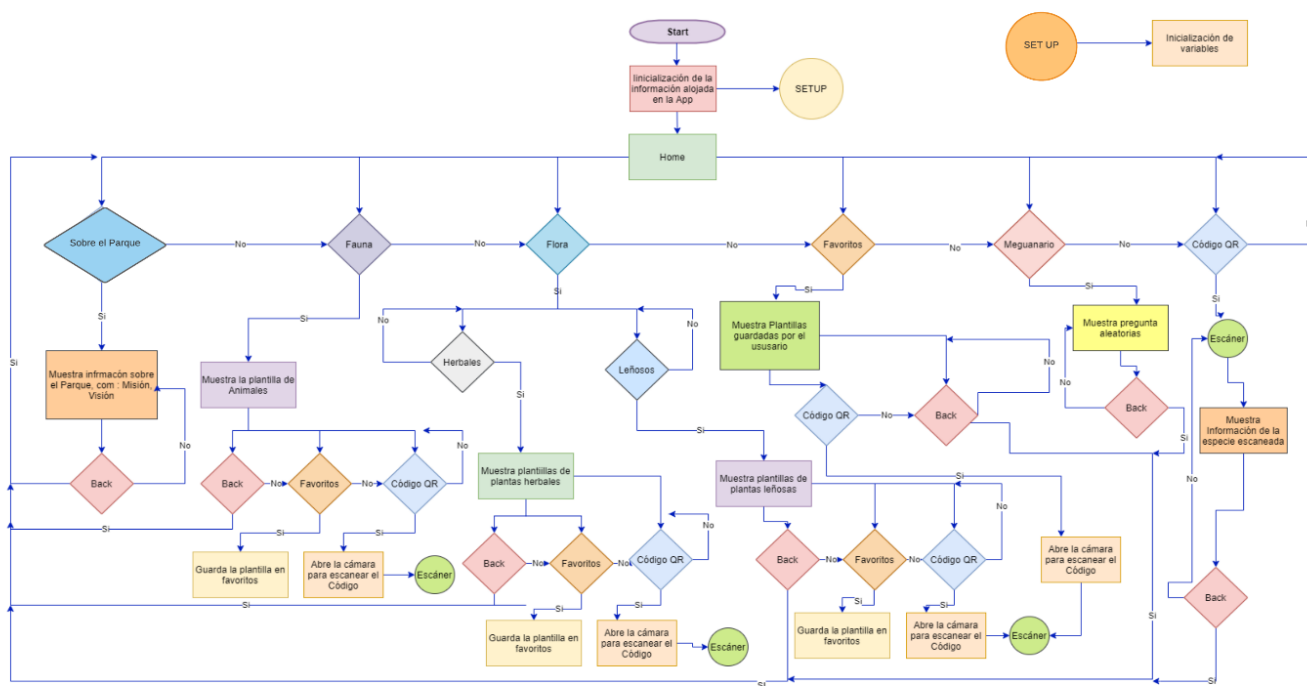 Start
SET UP
Inicialización de
variables
Iinicialización de la
información alojada
en la App
SETUP
Home
Sobre el Parque
No
Fauna
No
Flora
No
Favoritos
No
Meguanario
No
Código QR
Si
Si
Si
Si
Si
Si
Si
Muestra infrmacón sobre
el Parque, com : Misión,
Visión
No
Back
Si
Muestra la plantilla de
Animales
Back
No
Favoritos
No
Código QR
No
Si
Si
Si
Guarda la plantilla en
favoritos
Abre la cámara
para escanear el
Código
Escáner
No
Herbales
Si
No
Leñosos
Si
Muestra plantiillas de
plantas herbales
Back
No
Favoritos
No
Código QR
No
Si
Si
Si
Guarda la plantilla en
favoritos
Abre la cámara
para escanear el
Código
Escáner
Muestra plantillas de
plantas leñosas
Back
No
Favoritos
No
Código QR
No
Si
Si
Si
Guarda la plantilla en
favoritos
Abre la cámara
para escanear el
Código
Escáner
Muestra Plantillas
guardadas por el
ususario
Código QR
No
Back
No
Si
Si
Abre la cámara
para escanear el
Código
Muestra pregunta
aleatorias
No
Back
Si
Escáner
Muestra
Información de la
especie escaneada
No
Back
Si
Si